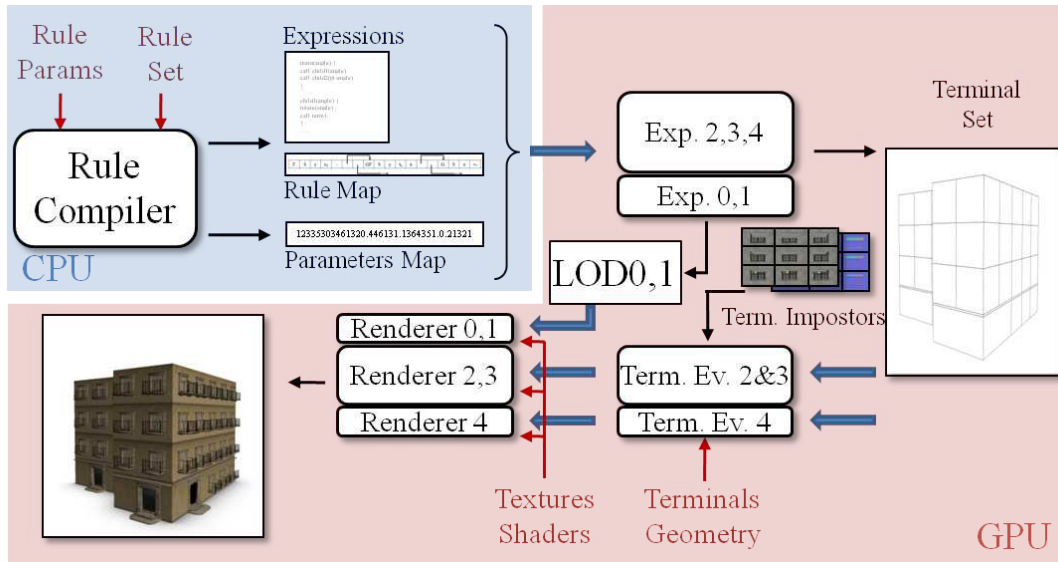 Rule
Params
Rule
Set
Expressions
Rule
Compiler
CPU
Rule Map
12335303461320.446131.1364351.0.21321
Parameters Map
Exp. 2,3,4
Exp. 0,1
Terminal
Set
LOD0,1
Term. Impostors
Renderer 0,1
Renderer 2,3
Renderer 4
Term. Ev. 2&3
Term. Ev. 4
Textures
Shaders
Terminals
Geometry
GPU